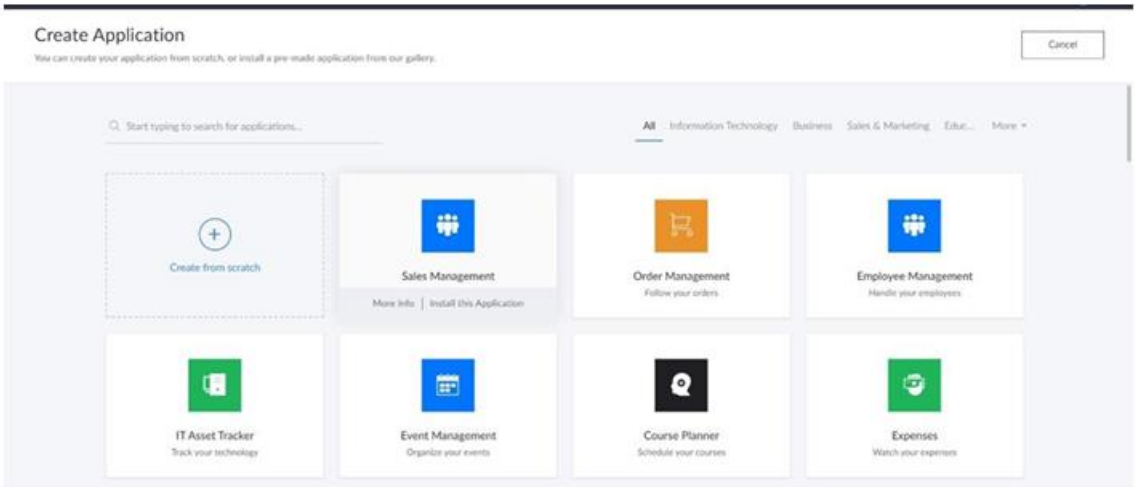 Create Application
You can create your application from scratch, or install a pre-made application from our gallery.
Cancel
Start typing to search for applications...
All Information Technology Business Sales & Marketing Educ... More
Create from scratch
Sales Management
More Info | Install this Application
Order Management
Follow your orders
Employee Management
Handle your employees
IT Asset Tracker
Track your technology
Event Management
Organize your events
Course Planner
Schedule your courses
Expenses
Watch your expenses